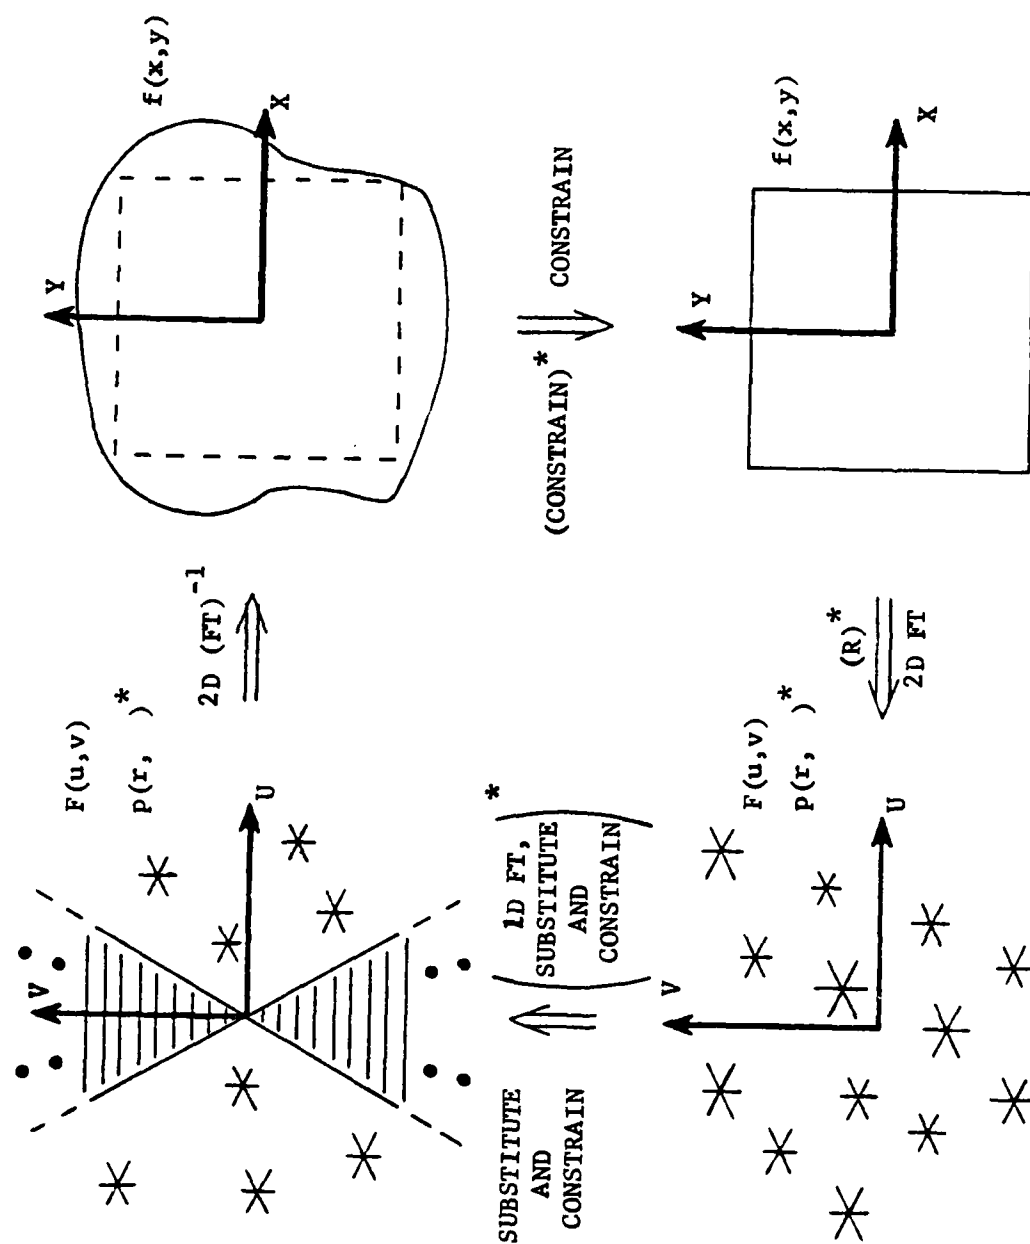 F(u,v)
p(r, )*
V
U
2D (FT)^-1
f(x,y)
Y
X
SUBSTITUTE
AND
CONSTRAIN
1D FT,
SUBSTITUTE
AND
CONSTRAIN
*
(CONSTRAIN)*
CONSTRAIN
F(u,v)
p(r, )*
V
U
(R)*
2D FT
f(x,y)
Y
X